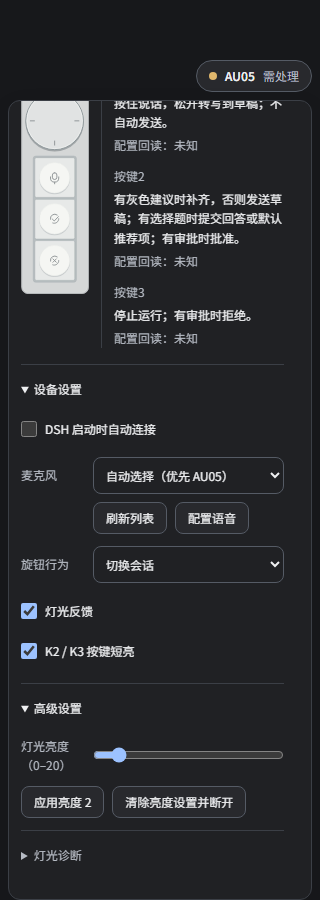 AU05 需处理
按住说话，松开转写到草稿；不
自动发送。
配置回读：未知
按键2
有灰色建议时补齐，否则发送草
稿；有选择题时提交回答或默认
推荐项；有审批时批准。
配置回读：未知
按键3
停止运行；有审批时拒绝。
配置回读：未知
设备设置
DSH 启动时自动连接
麦克风
自动选择（优先 AU05）
刷新列表
配置语音
旋钮行为
切换会话
灯光反馈
K2 / K3 按键短亮
高级设置
灯光亮度
（0–20）
应用亮度 2
清除亮度设置并断开
灯光诊断